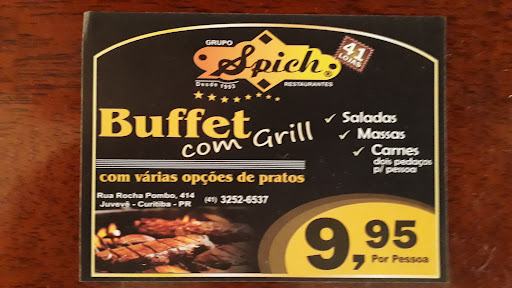 GRUPO
Spich®
Desde 1993
RESTAURANTES
41
LOJAS
Buffet
com Grill
com várias opções de pratos
✓ Saladas
✓ Massas
✓ Carnes
dois pedaços
p/ pessoa
Rua Rocha Pombo, 414
Juvevê - Curitiba - PR
(41) 3252-6537
9,95
Por Pessoa